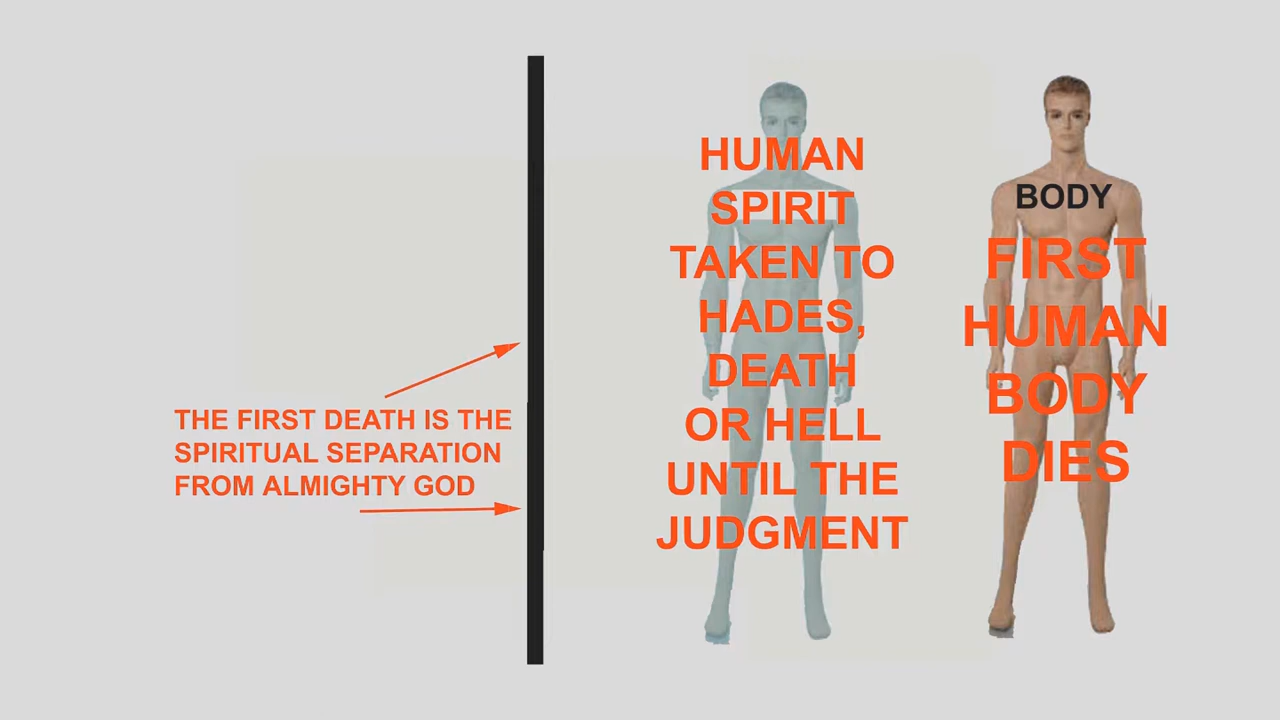 THE FIRST DEATH IS THE
SPIRITUAL SEPARATION
FROM ALMIGHTY GOD
HUMAN
SPIRIT
TAKEN TO
HADES,
DEATH
OR HELL
UNTIL THE
JUDGMENT
BODY
FIRST
HUMAN
BODY
DIES